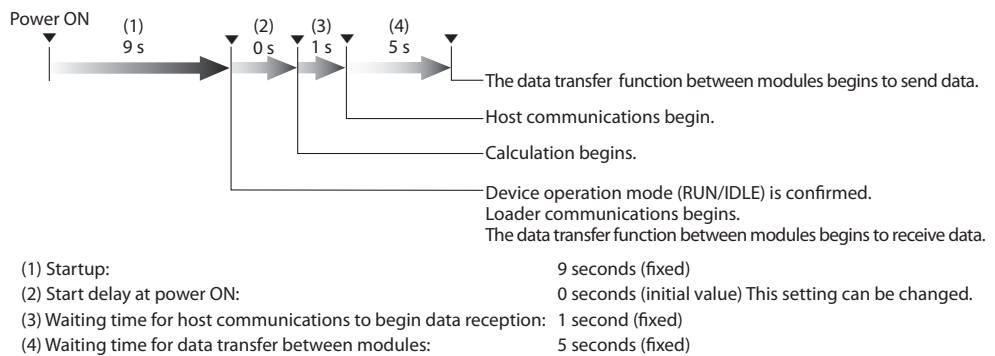 Power ON
(1)
9 s
(2)
0 s
(3)
1 s
(4)
5 s
The data transfer function between modules begins to send data.
Host communications begin.
Calculation begins.
Device operation mode (RUN/IDLE) is confirmed.
Loader communications begins.
The data transfer function between modules begins to receive data.
(1) Startup: 9 seconds (fixed)
(2) Start delay at power ON: 0 seconds (initial value) This setting can be changed.
(3) Waiting time for host communications to begin data reception: 1 second (fixed)
(4) Waiting time for data transfer between modules: 5 seconds (fixed)